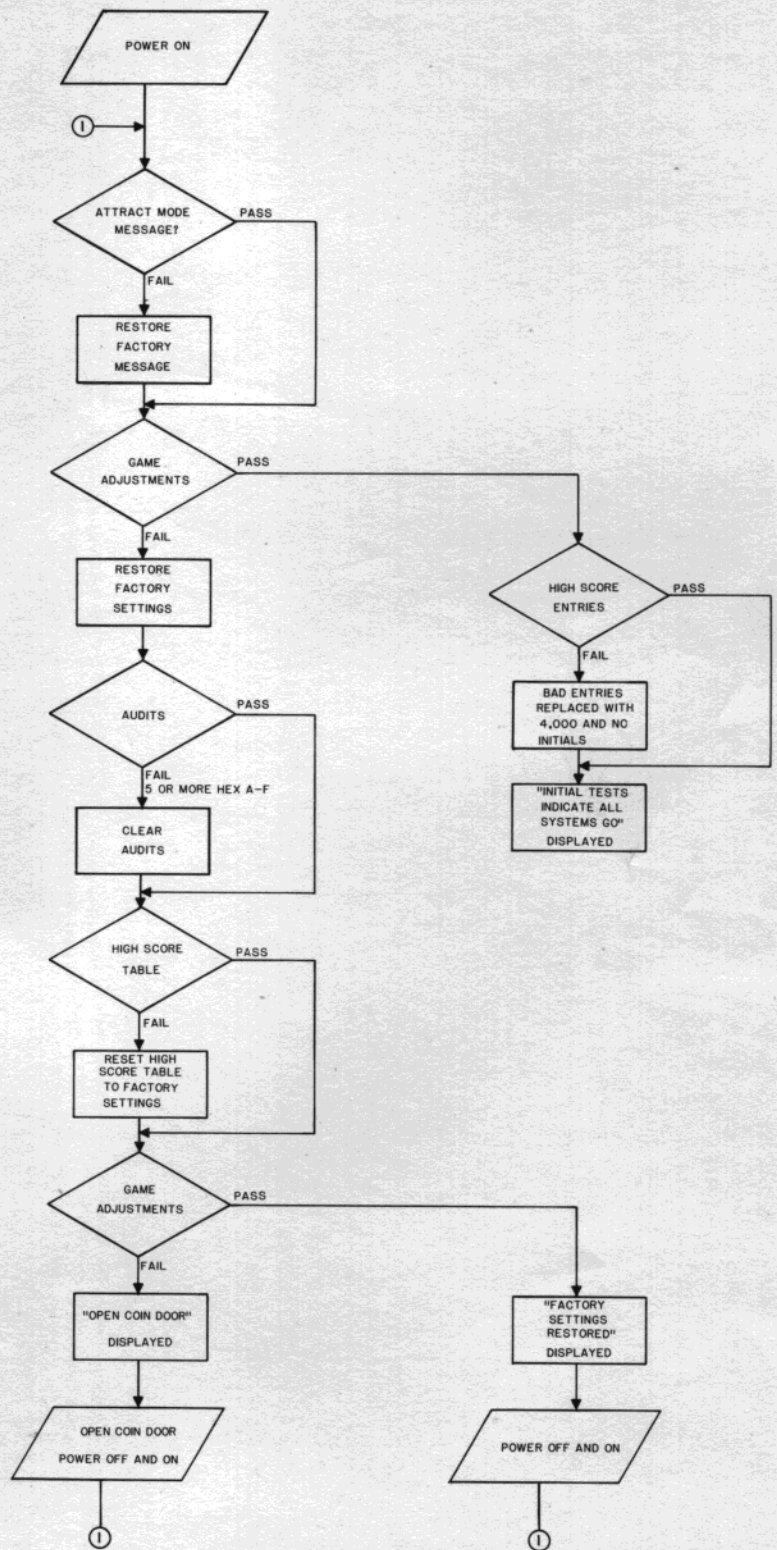 POWER ON
1
ATTRACT MODE
MESSAGE?
PASS
FAIL
RESTORE
FACTORY
MESSAGE
GAME
ADJUSTMENTS
PASS
FAIL
RESTORE
FACTORY
SETTINGS
HIGH SCORE
ENTRIES
PASS
FAIL
BAD ENTRIES
REPLACED WITH
4,000 AND NO
INITIALS
"INITIAL TESTS
INDICATE ALL
SYSTEMS GO"
DISPLAYED
AUDITS
PASS
FAIL
5 OR MORE HEX A-F
CLEAR
AUDITS
HIGH SCORE
TABLE
PASS
FAIL
RESET HIGH
SCORE TABLE
TO FACTORY
SETTINGS
GAME
ADJUSTMENTS
PASS
FAIL
"OPEN COIN DOOR"
DISPLAYED
"FACTORY
SETTINGS
RESTORED"
DISPLAYED
OPEN COIN DOOR
POWER OFF AND ON
1
POWER OFF AND ON
1